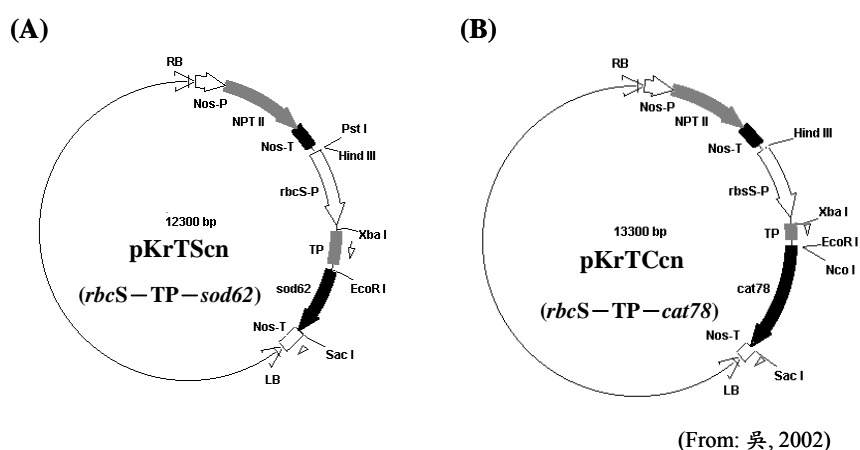 (A)
RB
Nos-P
NPT II
Nos-T
Pst I
Hind III
rbcS-P
12300 bp
pKrTScn
(rbcS－TP－sod62)
Xba I
TP
sod62
EcoR I
Nos-T
Sac I
LB
(B)
RB
Nos-P
NPT II
Nos-T
Hind III
rbsS-P
13300 bp
pKrTCcn
(rbcS－TP－cat78)
Xba I
TP
EcoR I
Nco I
cat78
Nos-T
Sac I
LB
(From: 吳, 2002)